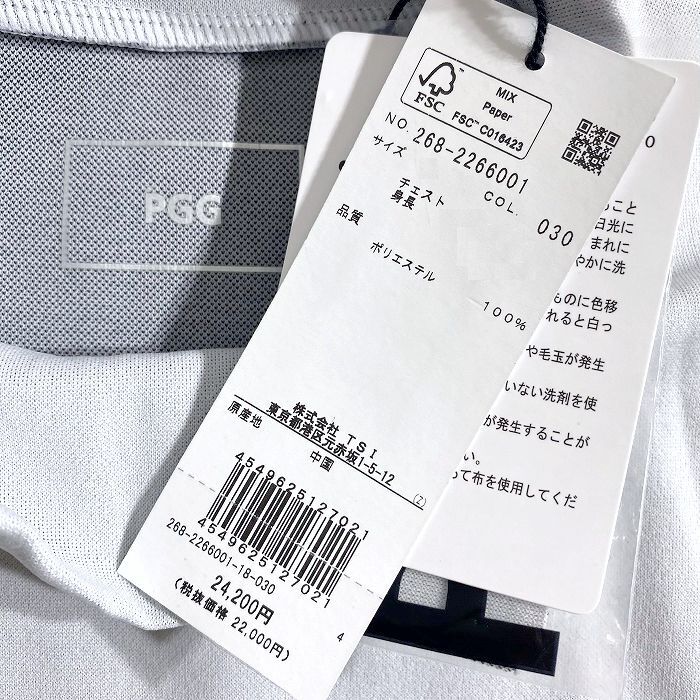 PGG
FSC
MIX
Paper
FSC™ C016423
NO. 268-2266001
サイズ
COL. 030
チェスト
身長
品質
ポリエステル 100%
株式会社 TSI
東京都港区元赤坂1-5-12
原産地 中国
Z
4549625127021
4549625127021
268-2266001-18-030
24,200円
(税抜価格 22,000円)
4
0
ること
日光に
まれに
やかに洗
ものに色移
れると白っ
や毛玉が発生
いない洗剤を使
が発生することが
い。
って布を使用してくだ